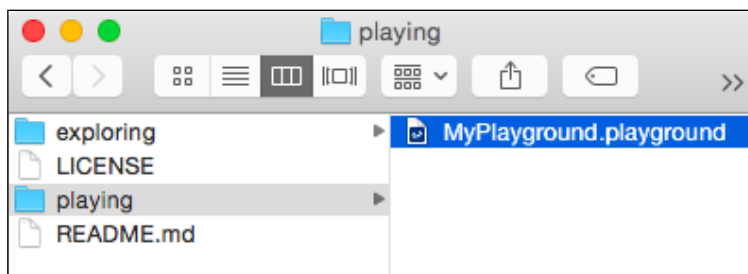 playing
exploring
LICENSE
playing
README.md
MyPlayground.playground